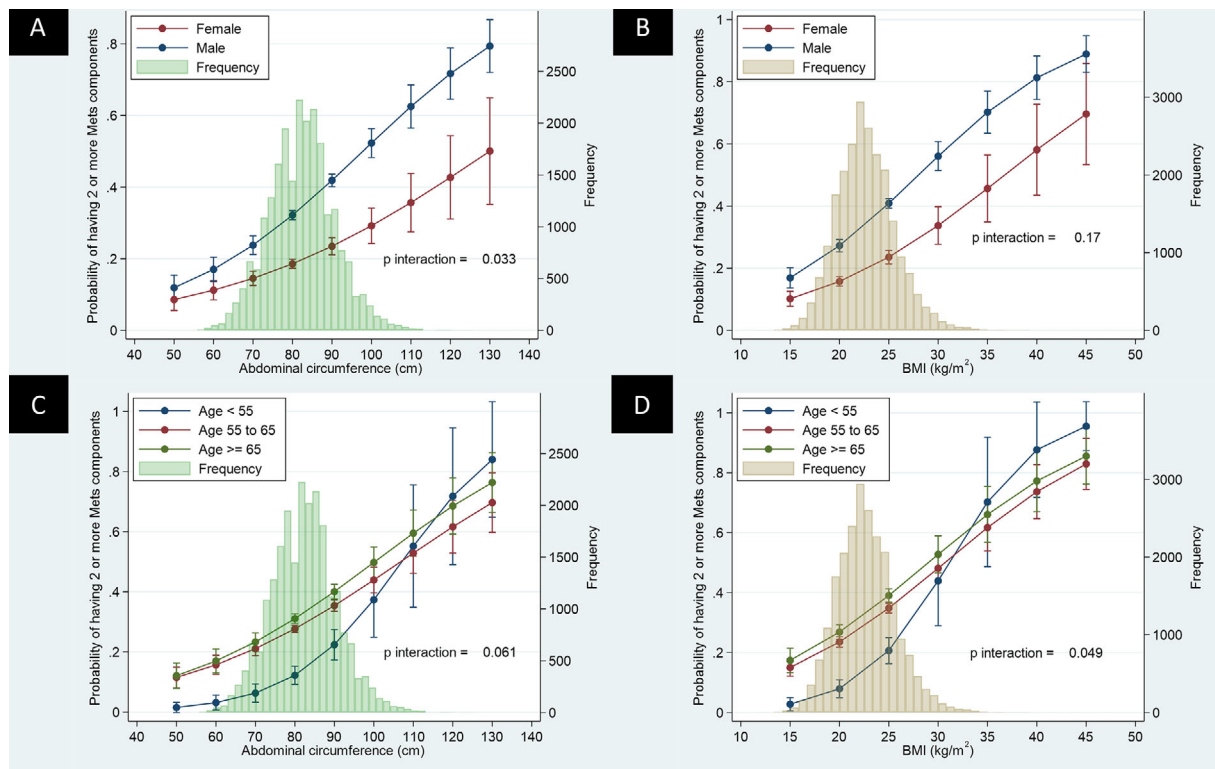 A
Female
Male
Frequency
Probability of having 2 or more Mets components
.8
.6
.4
.2
0
2500
2000
1500
1000
500
0
Frequency
p interaction = 0.033
40 50 60 70 80 90 100 110 120 130 140
Abdominal circumference (cm)
B
Female
Male
Frequency
Probability of having 2 or more Mets components
1
.8
.6
.4
.2
0
3000
2000
1000
0
Frequency
p interaction = 0.17
10 15 20 25 30 35 40 45 50
BMI (kg/m²)
C
Age < 55
Age 55 to 65
Age >= 65
Frequency
Probability of having 2 or more Mets components
1
.8
.6
.4
.2
0
2500
2000
1500
1000
500
0
Frequency
p interaction = 0.061
40 50 60 70 80 90 100 110 120 130 140
Abdominal circumference (cm)
D
Age < 55
Age 55 to 65
Age >= 65
Frequency
Probability of having 2 or more Mets components
1
.8
.6
.4
.2
0
3000
2000
1000
0
Frequency
p interaction = 0.049
10 15 20 25 30 35 40 45 50
BMI (kg/m²)